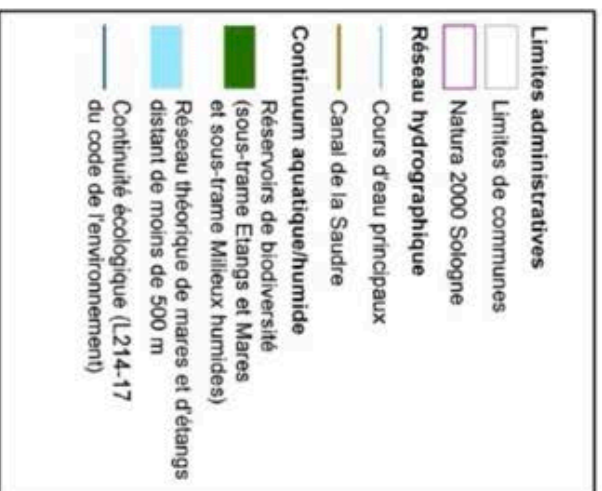 Limites administratives
Limites de communes
Natura 2000 Sologne
Réseau hydrographique
Cours d'eau principaux
Canal de la Saudre
Continuum aquatique/humide
Réservoirs de biodiversité
(sous-trame Etangs et Mares
et sous-trame Milieux humides)
Réseau théorique de mares et d'étangs
distant de moins de 500 m
Continuité écologique (L214-17
du code de l'environnement)